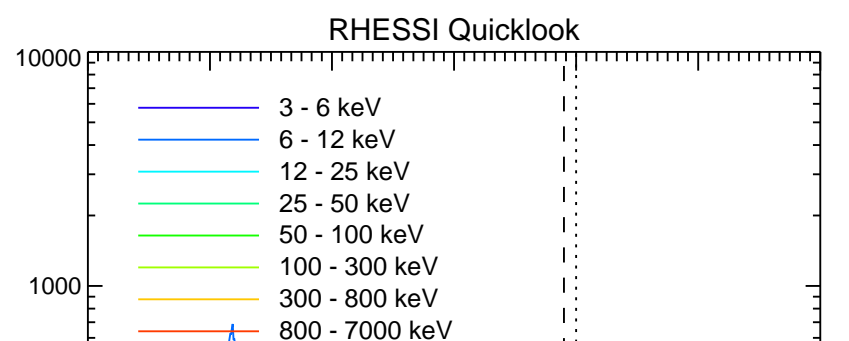 RHESSI Quicklook
10000
3 - 6 keV
6 - 12 keV
12 - 25 keV
25 - 50 keV
50 - 100 keV
100 - 300 keV
1000
300 - 800 keV
800 - 7000 keV